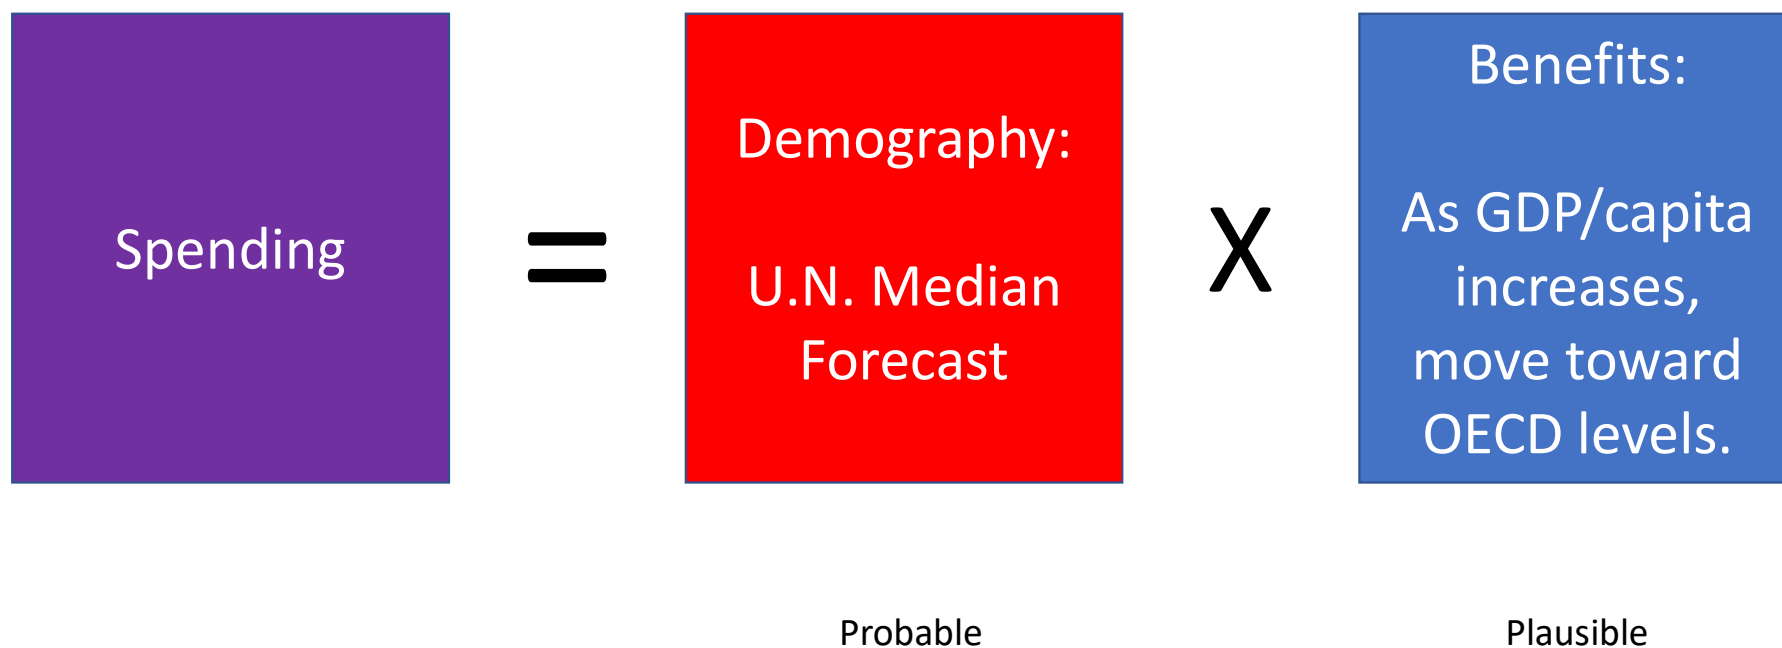 Spending
=
Demography:
U.N. Median
Forecast
X
Benefits:
As GDP/capita
increases,
move toward
OECD levels.
Probable
Plausible